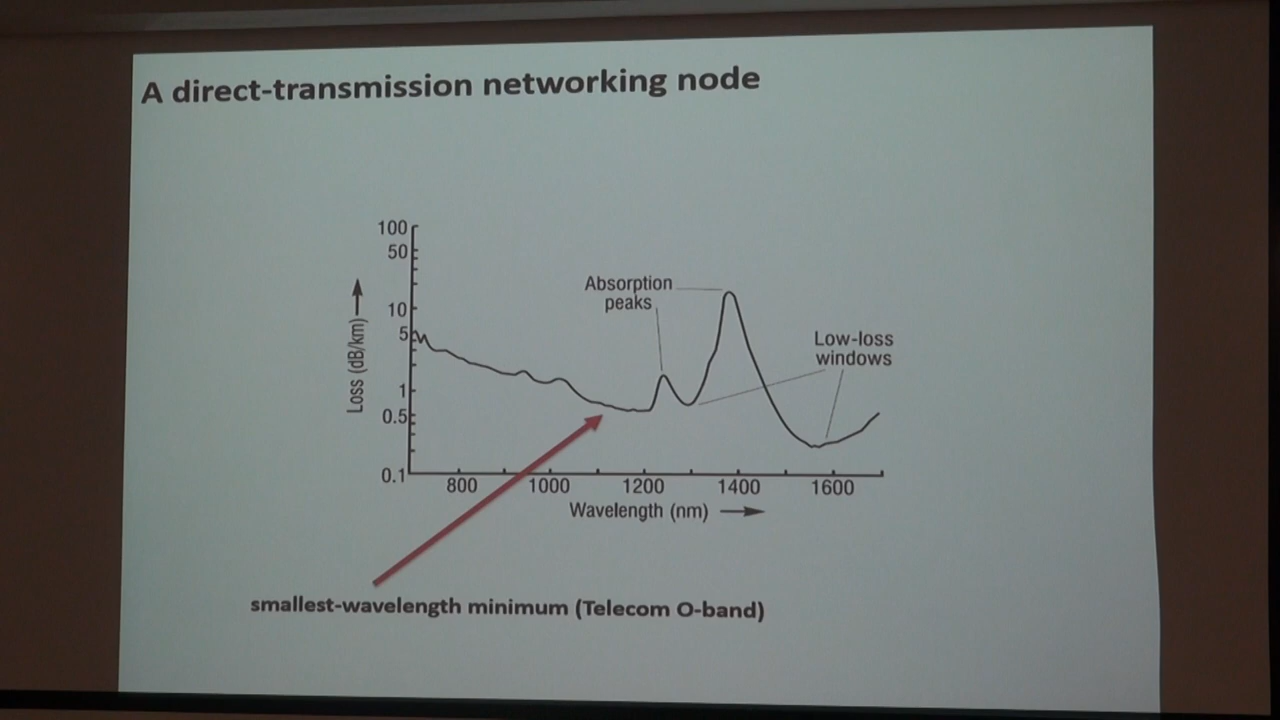 A direct-transmission networking node
100
50
10
5
1
0.5
0.1
Loss (dB/km)
Absorption
peaks
Low-loss
windows
800 1000 1200 1400 1600
Wavelength (nm)
smallest-wavelength minimum (Telecom O-band)